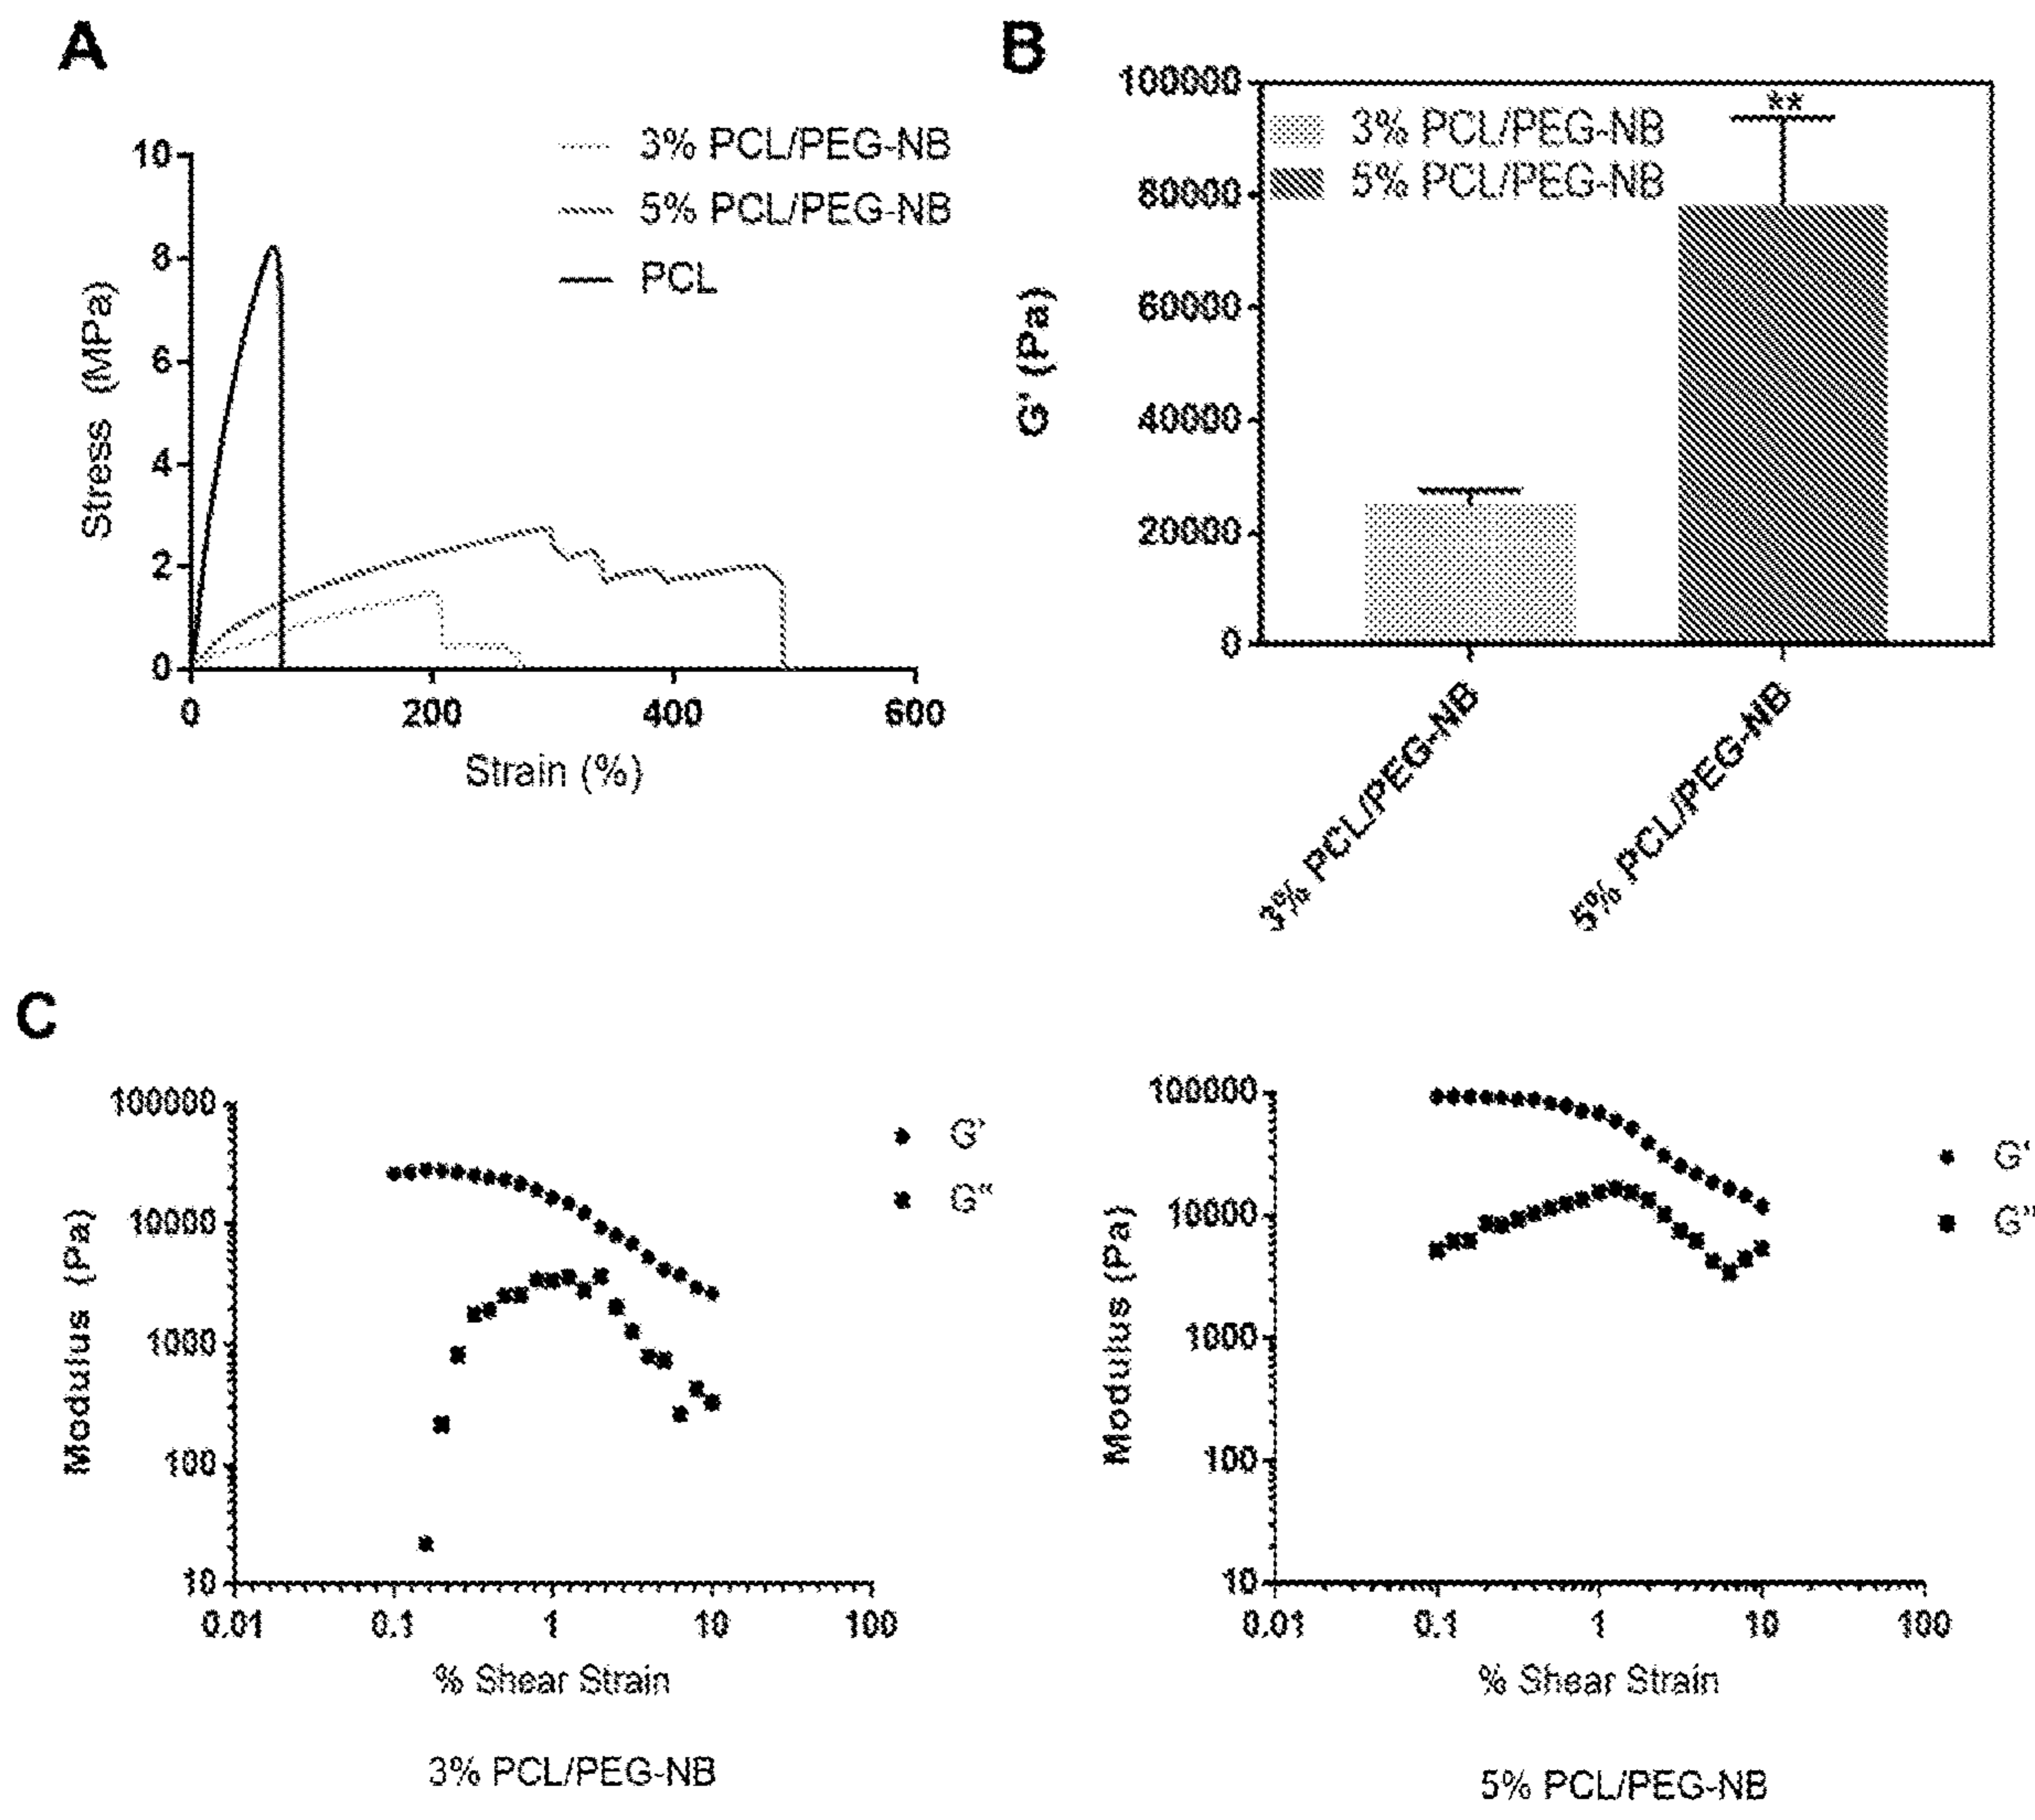 A
3% PCL/PEG-NB
5% PCL/PEG-NB
PCL
10
8
6
4
2
0
Stress (MPa)
0 200 400 600
Strain (%)
B
100000
80000
60000
40000
20000
0
G' (Pa)
3% PCL/PEG-NB
5% PCL/PEG-NB
**
3% PCL/PEG-NB
5% PCL/PEG-NB
C
100000
10000
1000
100
10
Modulus (Pa)
G'
G"
0.01 0.1 1 10 100
% Shear Strain
3% PCL/PEG-NB
100000
10000
1000
100
10
Modulus (Pa)
G'
G"
0.01 0.1 1 10 100
% Shear Strain
5% PCL/PEG-NB